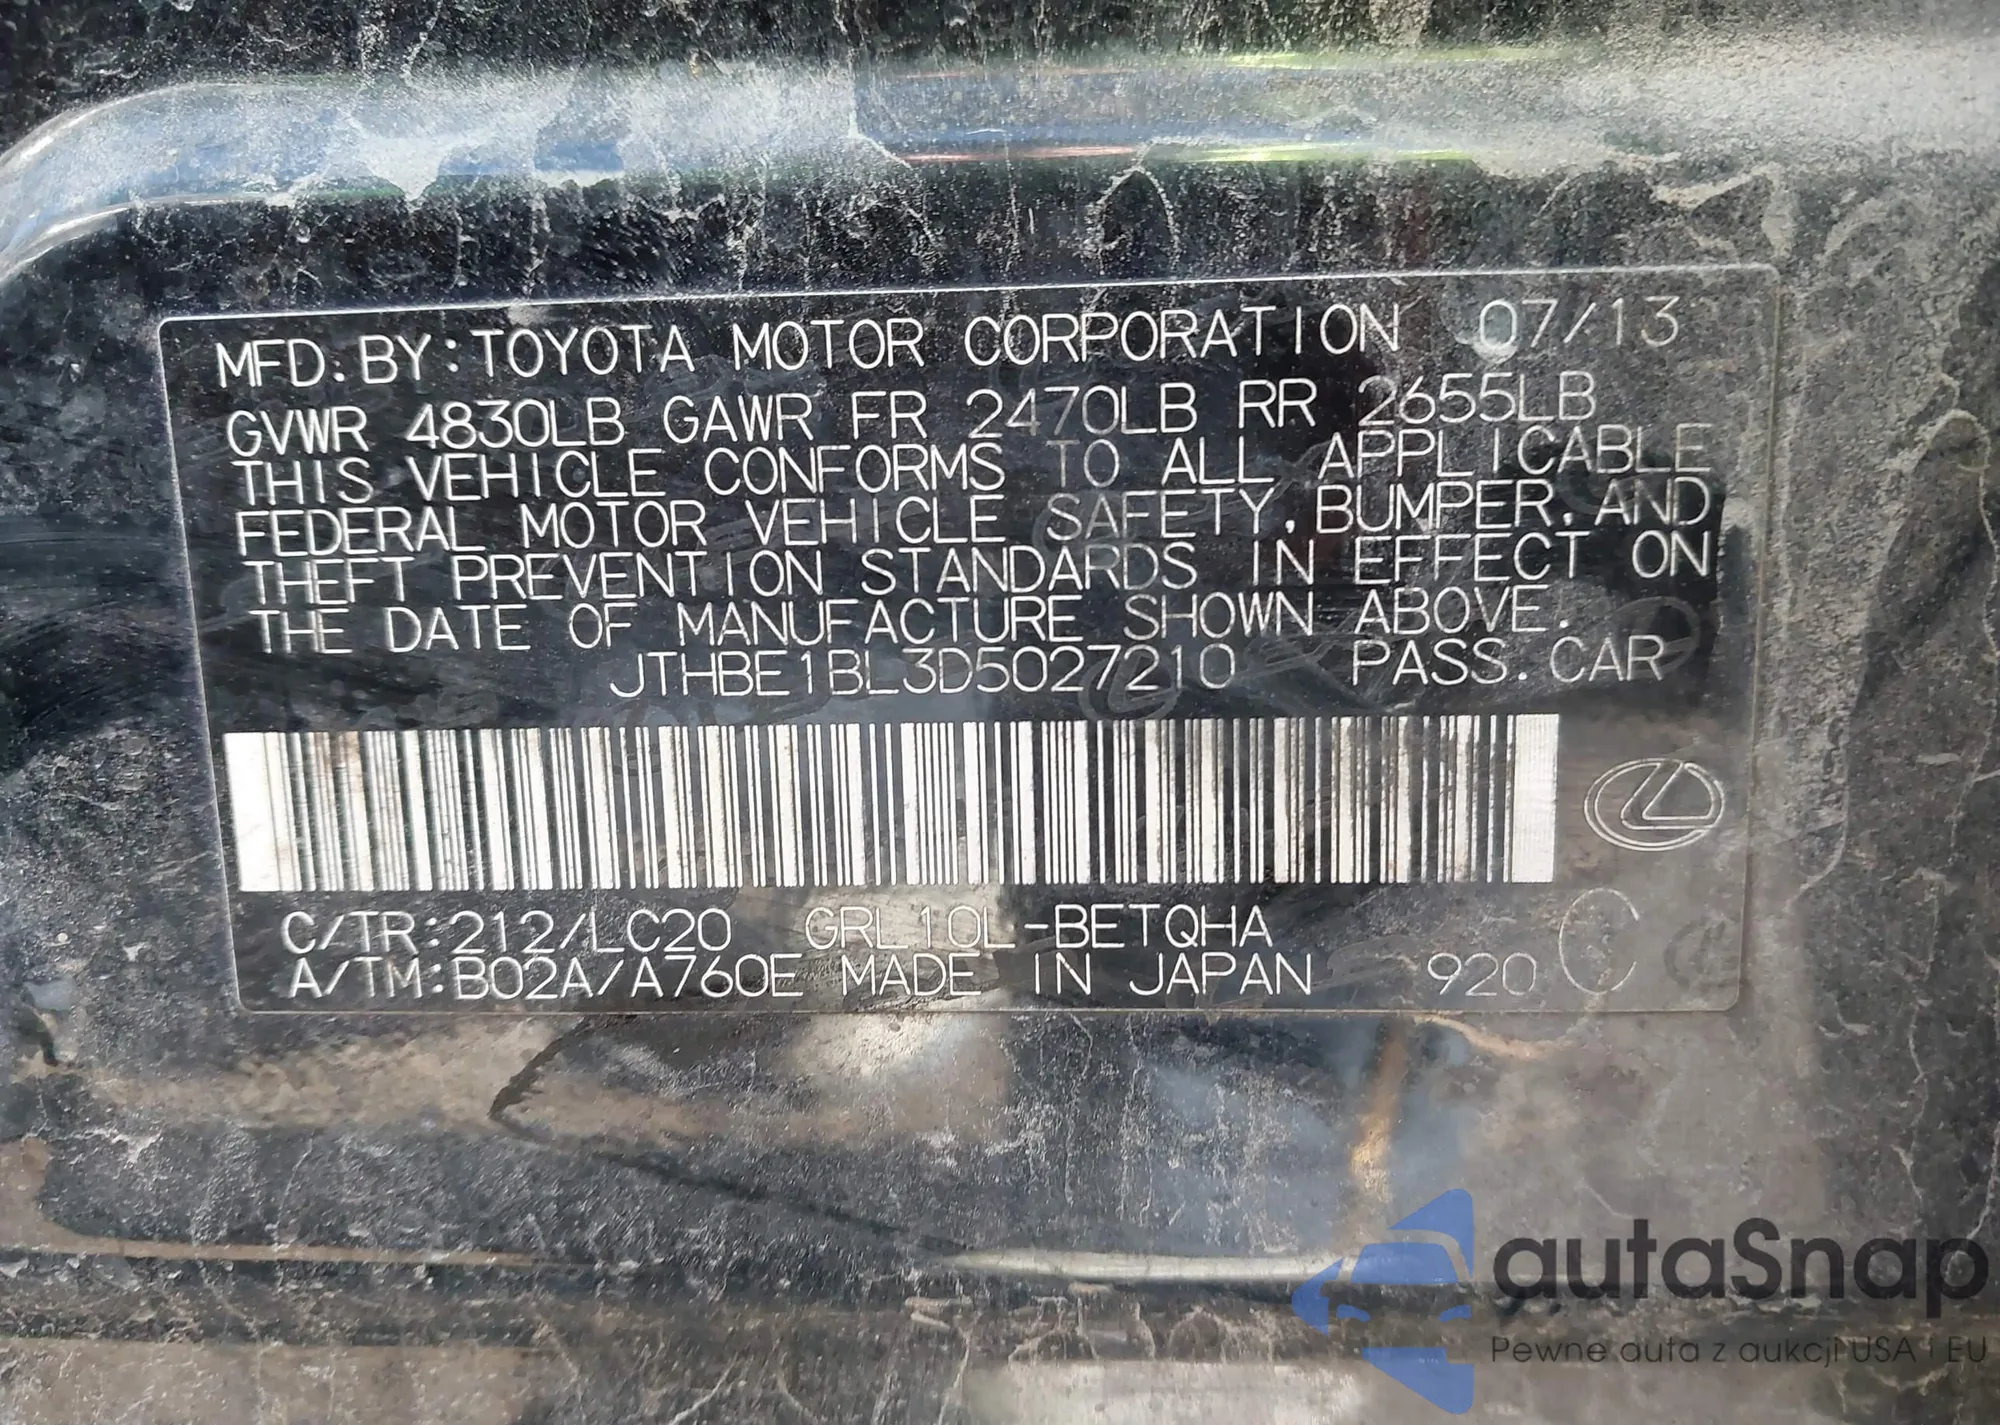 MFD. BY: TOYOTA MOTOR CORPORATION 07/13
GVWR 4830LB GAWR FR 2470LB RR 2655LB
THIS VEHICLE CONFORMS TO ALL APPLICABLE
FEDERAL MOTOR VEHICLE SAFETY, BUMPER, AND
THEFT PREVENTION STANDARDS IN EFFECT ON
THE DATE OF MANUFACTURE SHOWN ABOVE.
JTHBE1BL3D5027210 PASS. CAR
C/TR:212/LC20 GRL10L-BETQHA
A/TM:B02A/A760E MADE IN JAPAN 920 C
autaSnap
Pewne auta z aukcji USA i EU